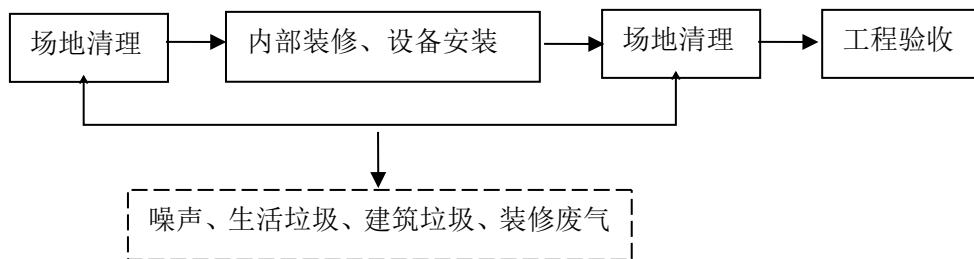 场地清理
内部装修、设备安装
场地清理
工程验收
噪声、生活垃圾、建筑垃圾、装修废气